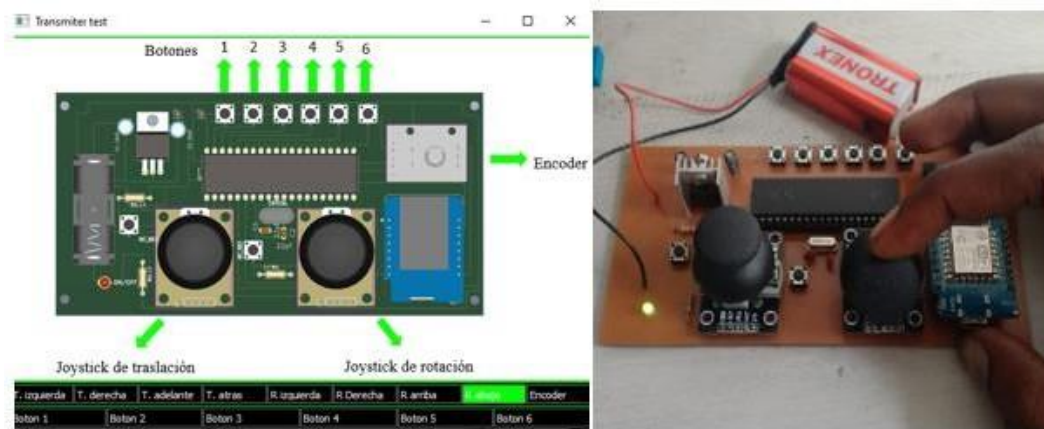 Transmiter test
Botones 1 2 3 4 5 6
Encoder
ON/OFF
Joystick de traslación
Joystick de rotación
T. izquierda T. derecha T. adelante T. atras R izquierda R Derecha R arriba R abajo Encoder
Boton 1 Boton 2 Boton 3 Boton 4 Boton 5 Boton 6
TRONEX